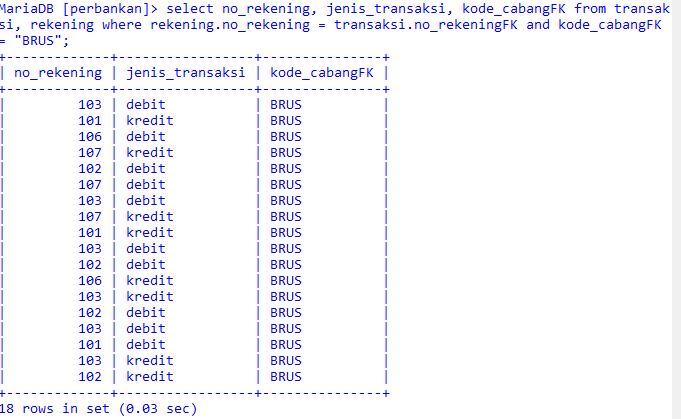 MariaDB [perbankan]> select no_rekening, jenis_transaksi, kode_cabangFK from transak
si, rekening where rekening.no_rekening = transaksi.no_rekeningFK and kode_cabangFK
= "BRUS";
+-------------+-----------------+---------------+
| no_rekening | jenis_transaksi | kode_cabangFK |
+-------------+-----------------+---------------+
|         103 | debit           | BRUS          |
|         101 | kredit          | BRUS          |
|         106 | debit           | BRUS          |
|         107 | kredit          | BRUS          |
|         102 | debit           | BRUS          |
|         107 | debit           | BRUS          |
|         103 | debit           | BRUS          |
|         107 | kredit          | BRUS          |
|         101 | kredit          | BRUS          |
|         103 | debit           | BRUS          |
|         102 | debit           | BRUS          |
|         106 | kredit          | BRUS          |
|         103 | kredit          | BRUS          |
|         102 | debit           | BRUS          |
|         103 | debit           | BRUS          |
|         101 | debit           | BRUS          |
|         103 | kredit          | BRUS          |
|         102 | kredit          | BRUS          |
+-------------+-----------------+---------------+
18 rows in set (0.03 sec)